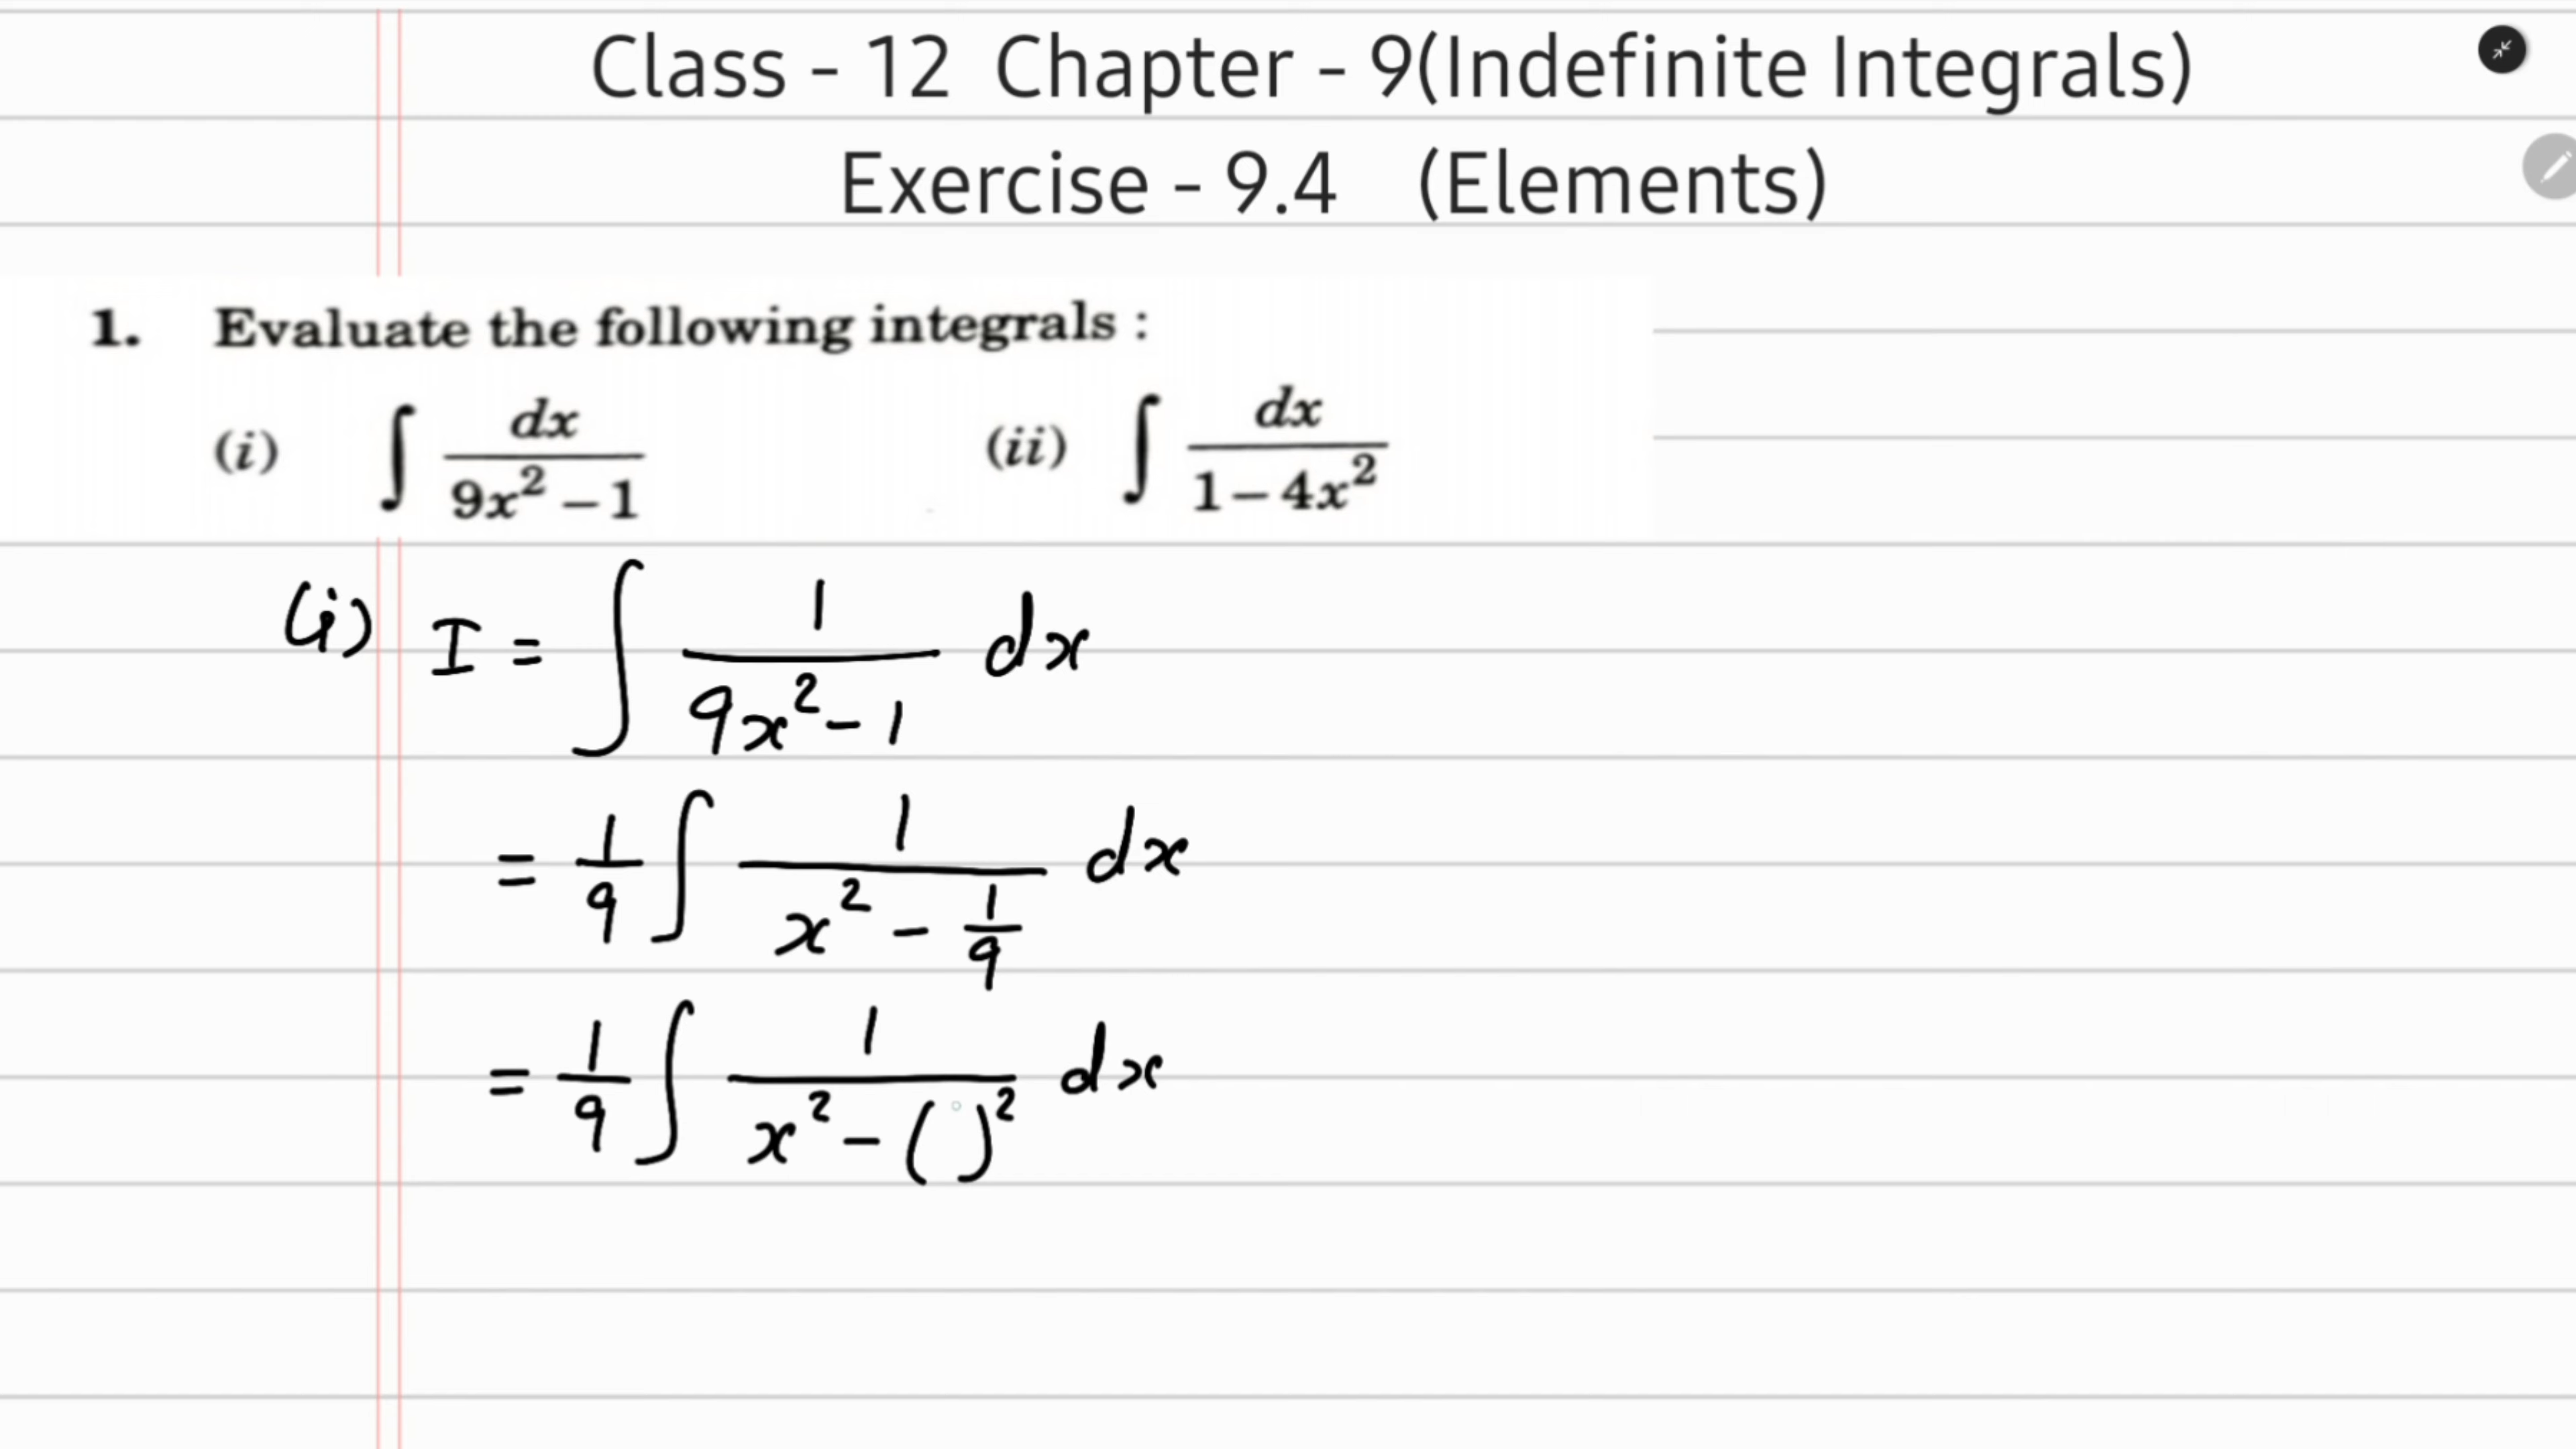 Class - 12 Chapter - 9(Indefinite Integrals)
Exercise - 9.4 (Elements)
1. Evaluate the following integrals :
(i) ∫ dx/(9x² − 1) (ii) ∫ dx/(1 − 4x²)
(i) I = ∫ 1/(9x² − 1) dx
= 1/9 ∫ 1/(x² − 1/9) dx
= 1/9 ∫ 1/(x² − ( )²) dx